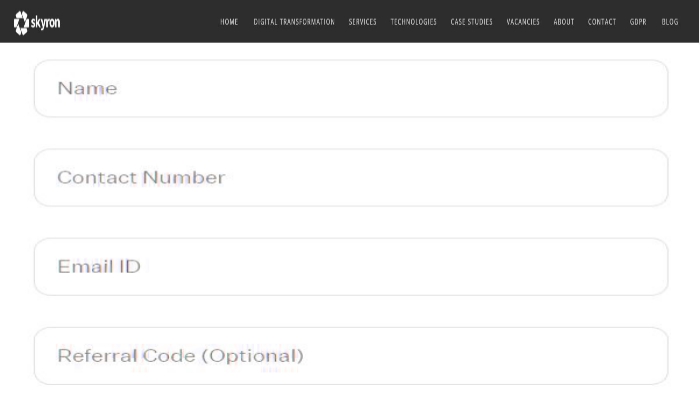 skyron HOME DIGITAL TRANSFORMATION SERVICES TECHNOLOGIES CASE STUDIES VACANCIES ABOUT CONTACT GDPR BLOG
Name
Contact Number
Email ID
Referral Code (Optional)